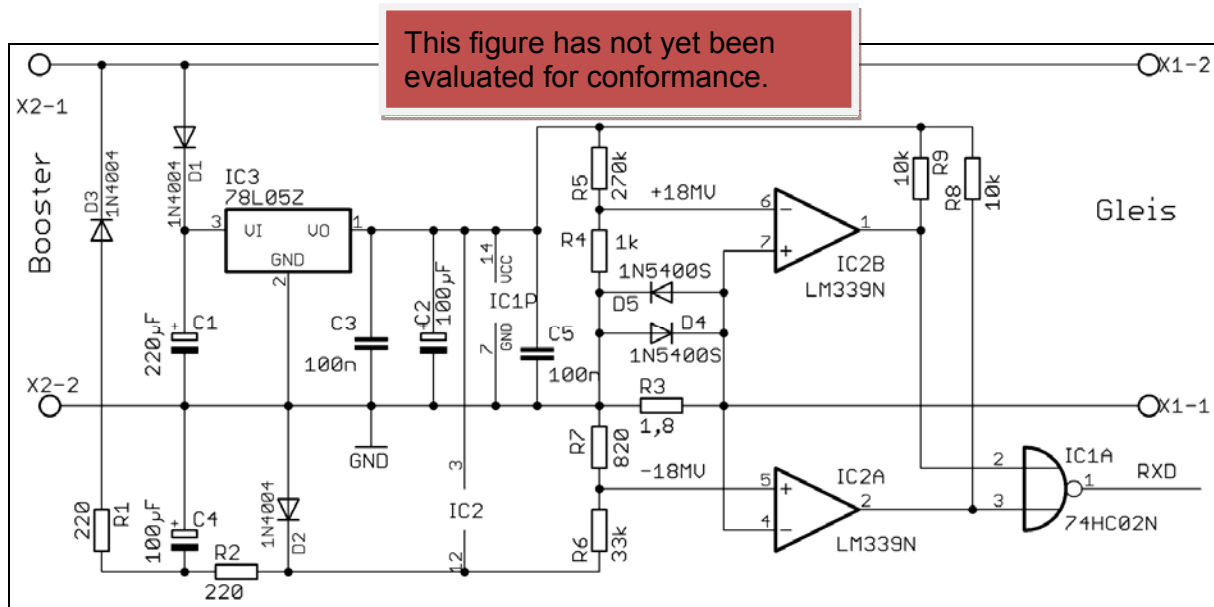 This figure has not yet been
evaluated for conformance.
X2-1
X1-2
Booster
D3
1N4004
1N4004
D1
IC3
78L05Z
3
VI
VO
1
GND
2
220µF
+
C1
C3
100n
C2
100µF
+
14
VCC
IC1P
GND
7
C5
100n
R5
270k
+18MV
R4
1k
1N5400S
D5
D4
1N5400S
6
7
-
+
1
IC2B
LM339N
10k
R9
R8
10k
Gleis
X2-2
R3
1,8
X1-1
GND
3
IC2
12
R7
820
-18MV
R6
33k
5
4
+
-
IC2A
2
LM339N
2
3
IC1A
1
RXD
74HC02N
220
R1
100µF
+
C4
R2
220
1N4004
D2